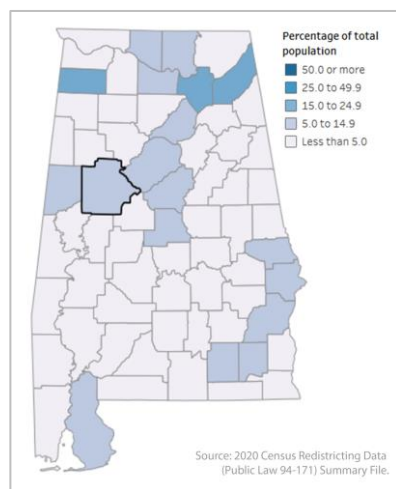 Percentage of total
population
50.0 or more
25.0 to 49.9
15.0 to 24.9
5.0 to 14.9
Less than 5.0
Source: 2020 Census Redistricting Data
(Public Law 94-171) Summary File.